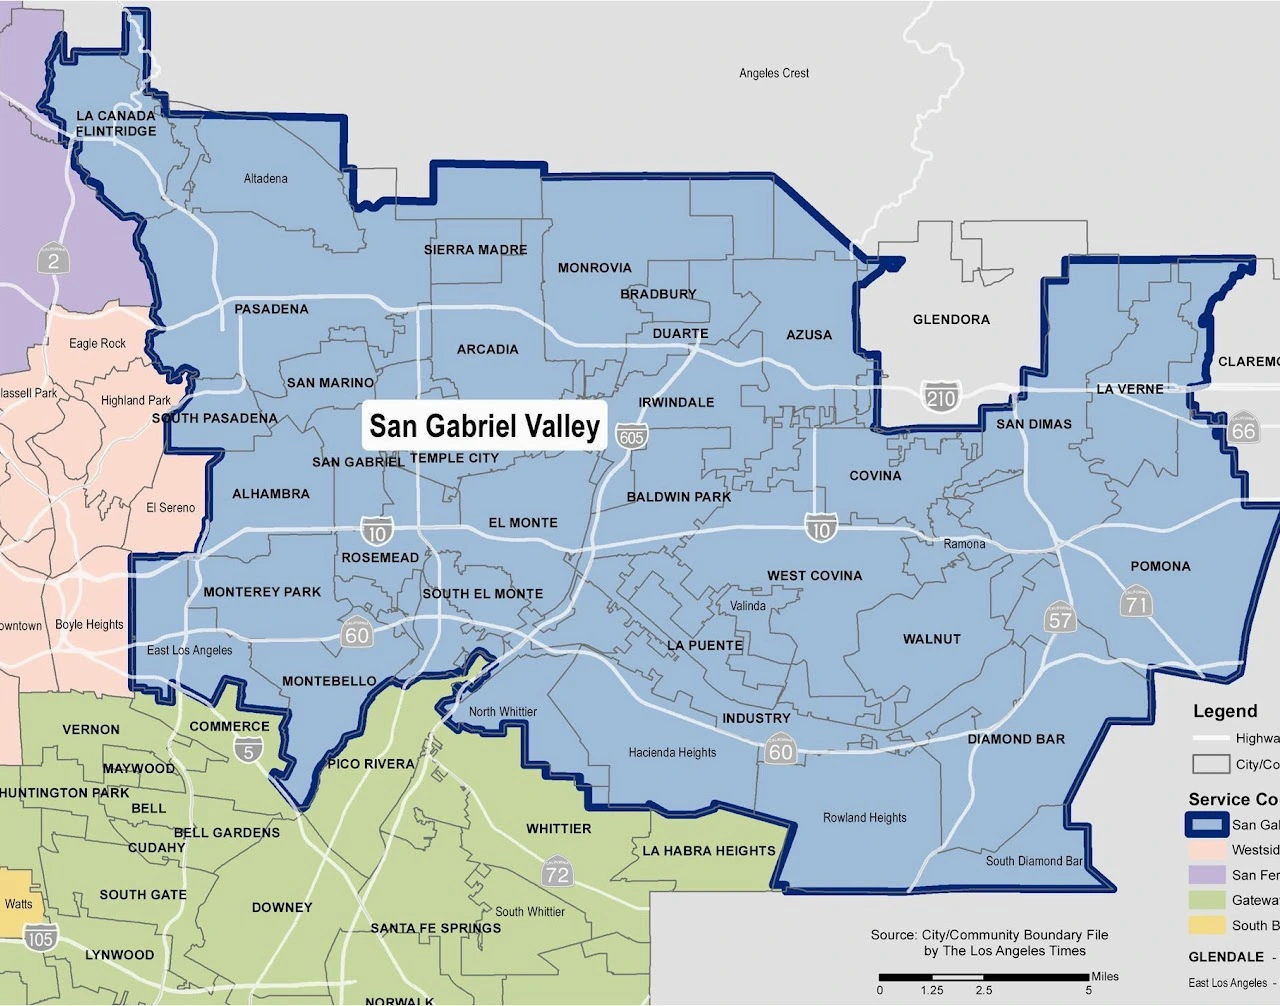 Angeles Crest
LA CANADA
FLINTRIDGE
Altadena
SIERRA MADRE
MONROVIA
BRADBURY
2
PASADENA
DUARTE
AZUSA
GLENDORA
Eagle Rock
ARCADIA
CLAREMO
SAN MARINO
LA VERNE
lassell Park
Highland Park
IRWINDALE
210
SOUTH PASADENA
San Gabriel Valley
605
SAN DIMAS
66
SAN GABRIEL
TEMPLE CITY
COVINA
ALHAMBRA
BALDWIN PARK
El Sereno
10
EL MONTE
10
Ramona
ROSEMEAD
POMONA
WEST COVINA
MONTEREY PARK
SOUTH EL MONTE
Valinda
71
57
owntown
Boyle Heights
60
WALNUT
East Los Angeles
LA PUENTE
MONTEBELLO
North Whittier
INDUSTRY
Legend
VERNON
COMMERCE
DIAMOND BAR
Highwa
5
Hacienda Heights
60
PICO RIVERA
City/Co
MAYWOOD
HUNTINGTON PARK
BELL
Service Co
BELL GARDENS
WHITTIER
Rowland Heights
San Gal
CUDAHY
LA HABRA HEIGHTS
South Diamond Bar
Westsid
72
San Fer
SOUTH GATE
DOWNEY
Gateway
Watts
South Whittier
South B
SANTA FE SPRINGS
105
LYNWOOD
Source: City/Community Boundary File
by The Los Angeles Times
GLENDALE -
Miles
East Los Angeles -
0 1.25 2.5 5
NORWALK